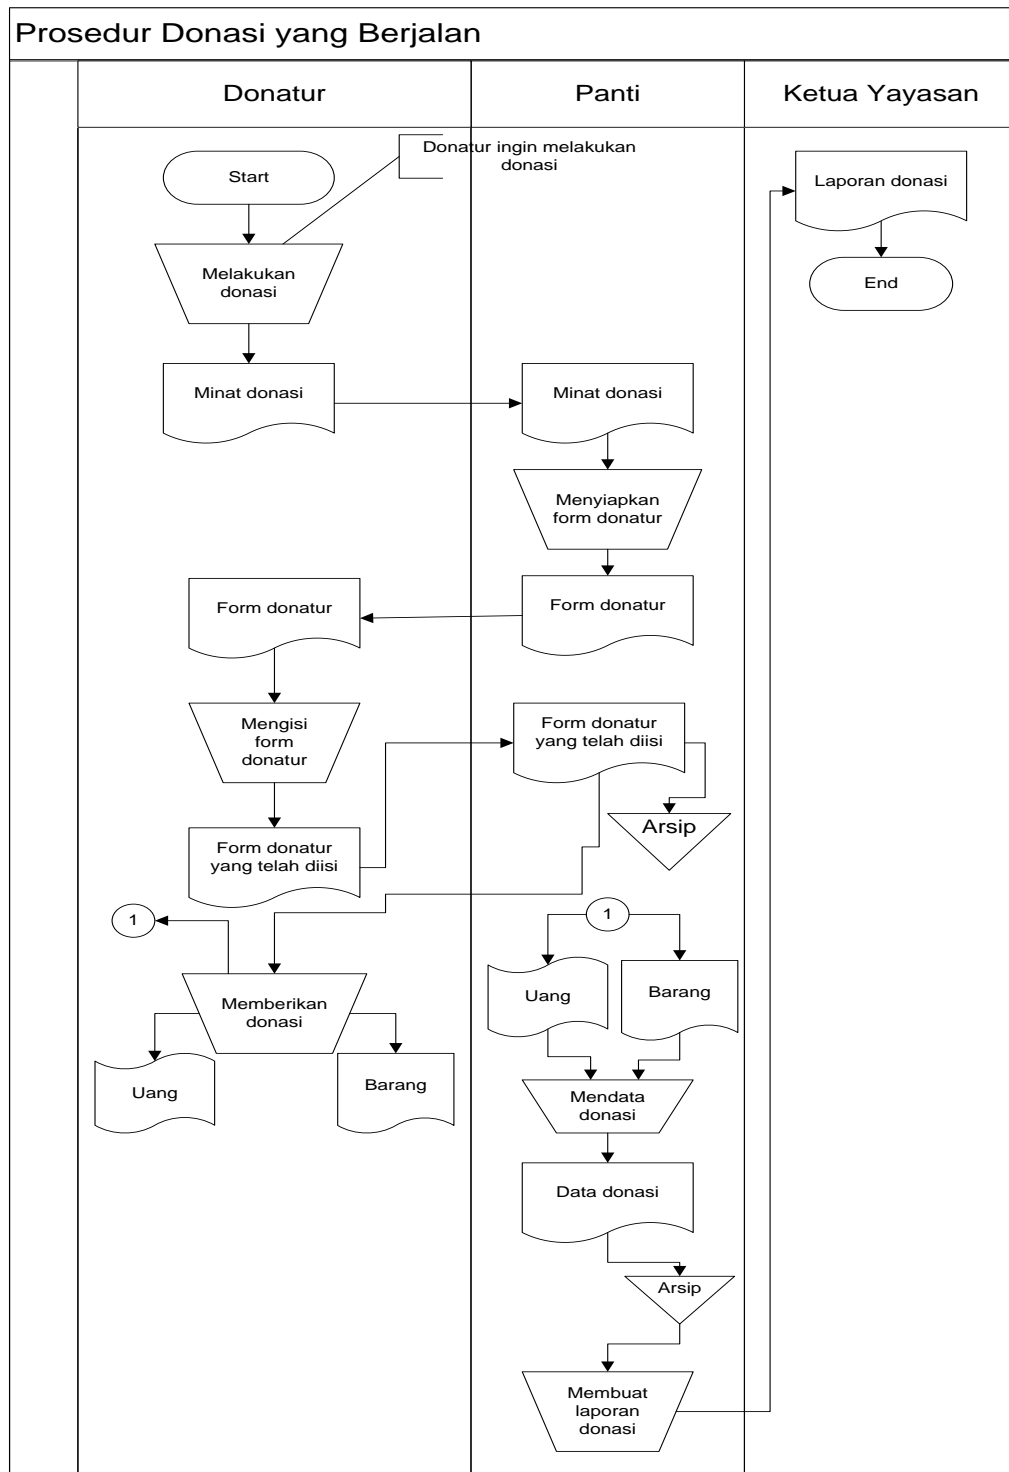 Prosedur Donasi yang Berjalan
Donatur
Panti
Ketua Yayasan
Donatur ingin melakukan
donasi
Start
Laporan donasi
Melakukan
donasi
End
Minat donasi
Minat donasi
Menyiapkan
form donatur
Form donatur
Form donatur
Mengisi
form
donatur
Form donatur
yang telah diisi
Arsip
Form donatur
yang telah diisi
1
1
Uang
Barang
Memberikan
donasi
Uang
Barang
Mendata
donasi
Data donasi
Arsip
Membuat
laporan
donasi